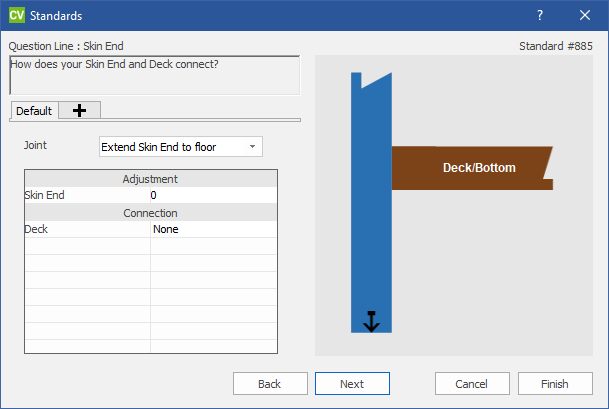 CV Standards ?
Question Line : Skin End Standard #885
How does your Skin End and Deck connect?
Default
Joint Extend Skin End to floor
Adjustment
Skin End 0
Connection
Deck None
Deck/Bottom
Back Next Cancel Finish